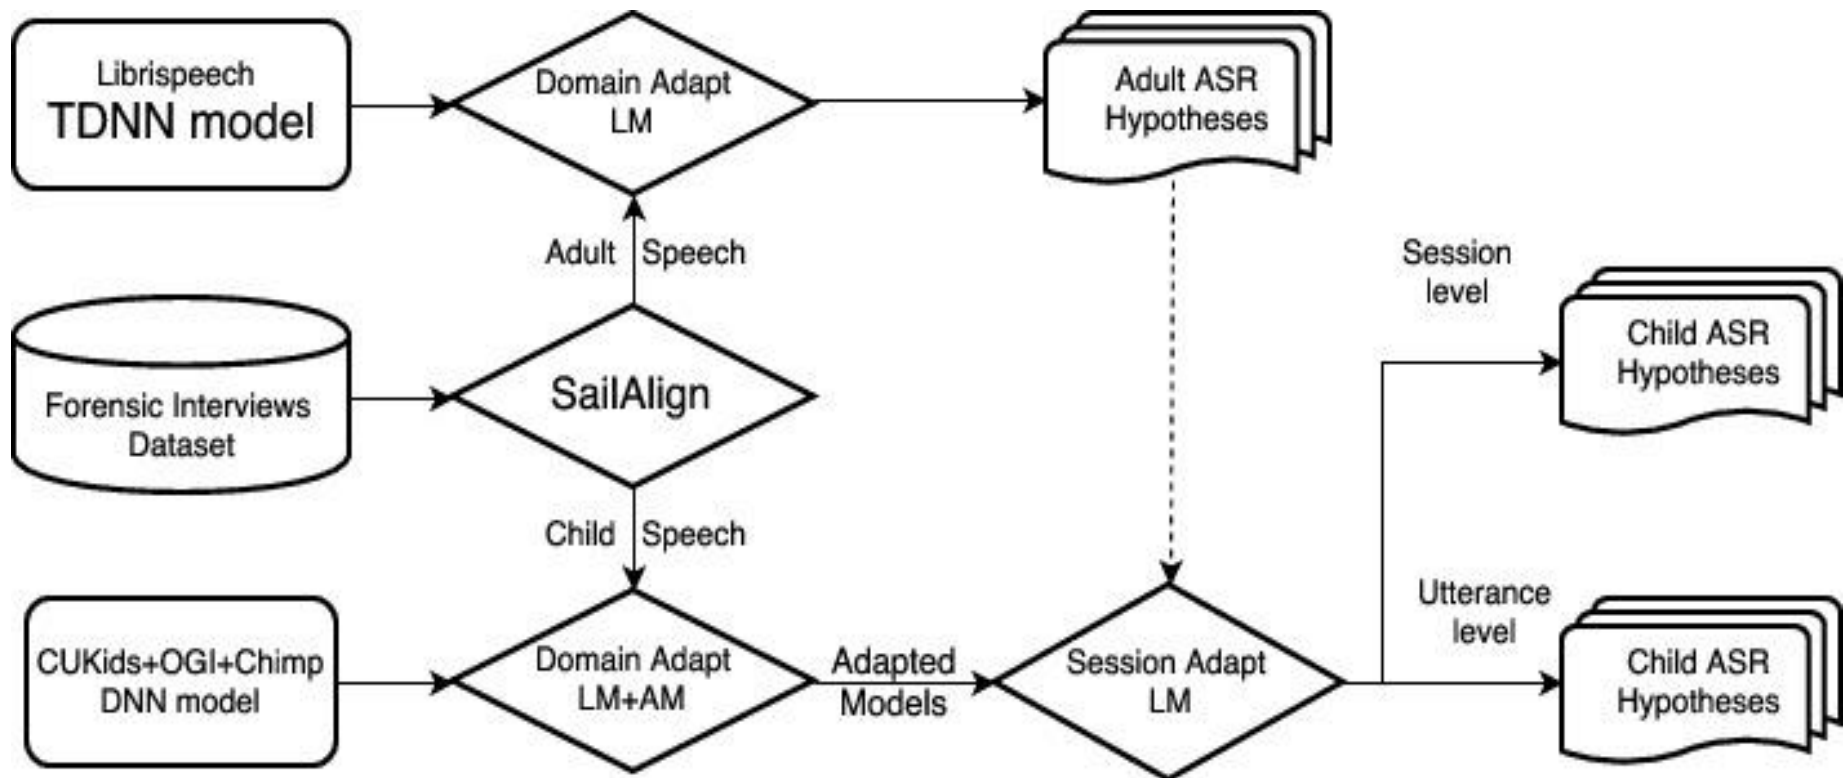 Librispeech
TDNN model
Domain Adapt
LM
Adult ASR
Hypotheses
Adult Speech
Session
level
Forensic Interviews
Dataset
SailAlign
Child ASR
Hypotheses
Child Speech
CUKids+OGI+Chimp
DNN model
Domain Adapt
LM+AM
Adapted
Models
Session Adapt
LM
Utterance
level
Child ASR
Hypotheses